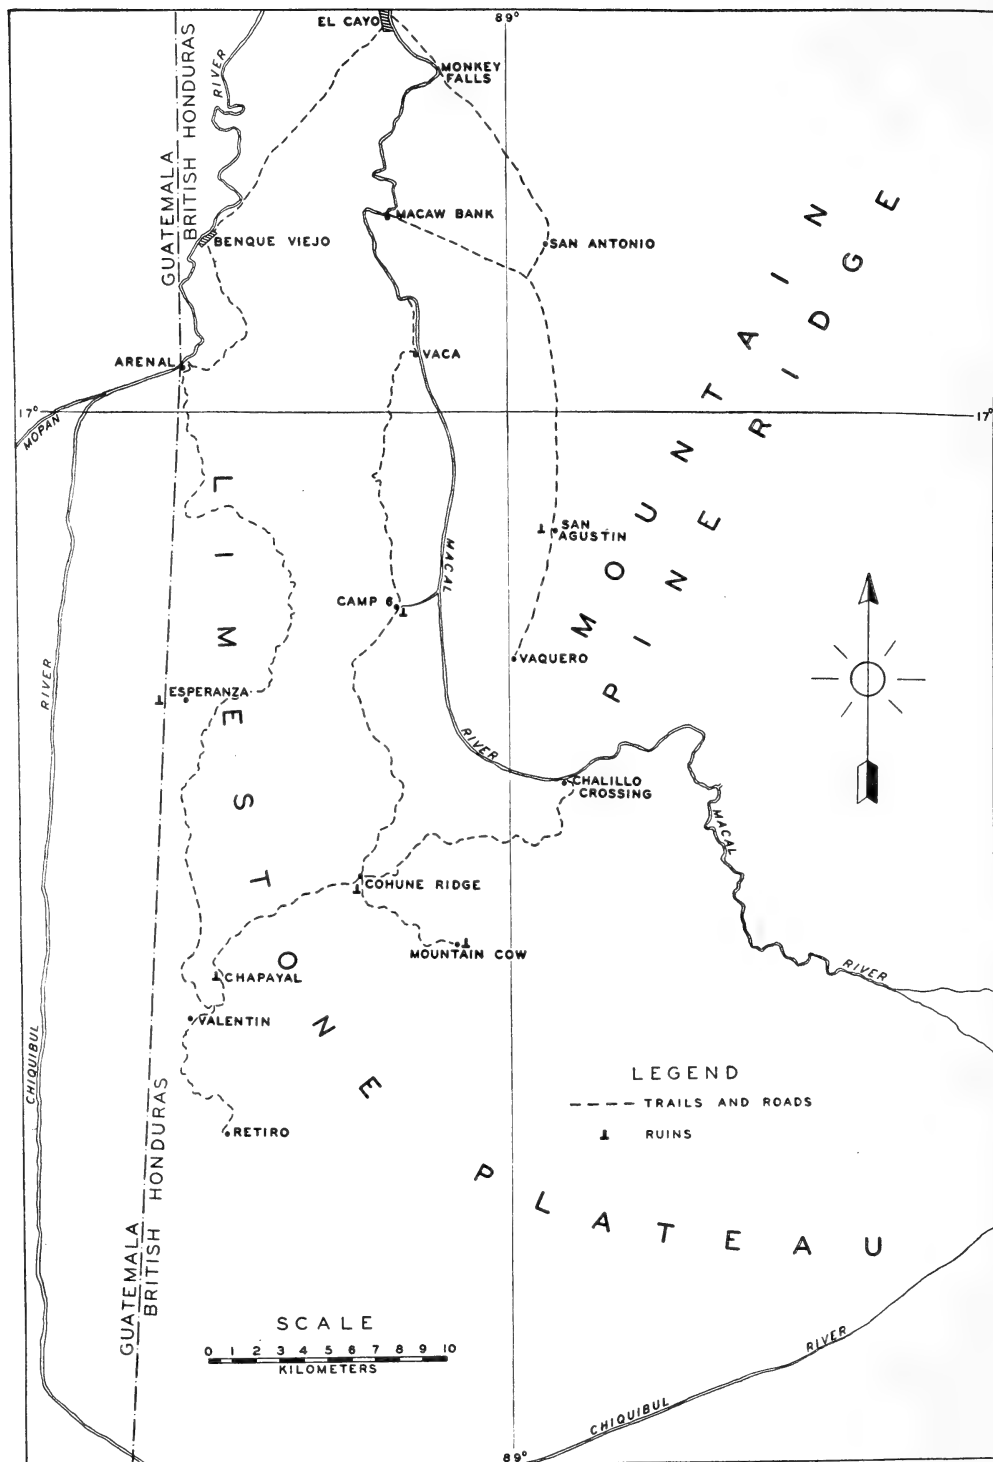 EL CAYO
89°
MONKEY
FALLS
RIVER
GUATEMALA
BRITISH HONDURAS
MACAW BANK
BENQUE VIEJO
SAN ANTONIO
MOUNTAIN
PINE RIDGE
ARENAL
VACA
17°
17°
MOPAN
LIMESTONE
SAN
AGUSTIN
MACAL
CAMP 6
VAQUERO
RIVER
ESPERANZA
RIVER
CHALILLO
CROSSING
MACAL
COHUNE RIDGE
MOUNTAIN COW
RIVER
CHAPAYAL
VALENTIN
CHIQUIBUL
LEGEND
TRAILS AND ROADS
RUINS
RETIRO
GUATEMALA
BRITISH HONDURAS
PLATEAU
SCALE
0 1 2 3 4 5 6 7 8 9 10
KILOMETERS
RIVER
CHIQUIBUL
89°